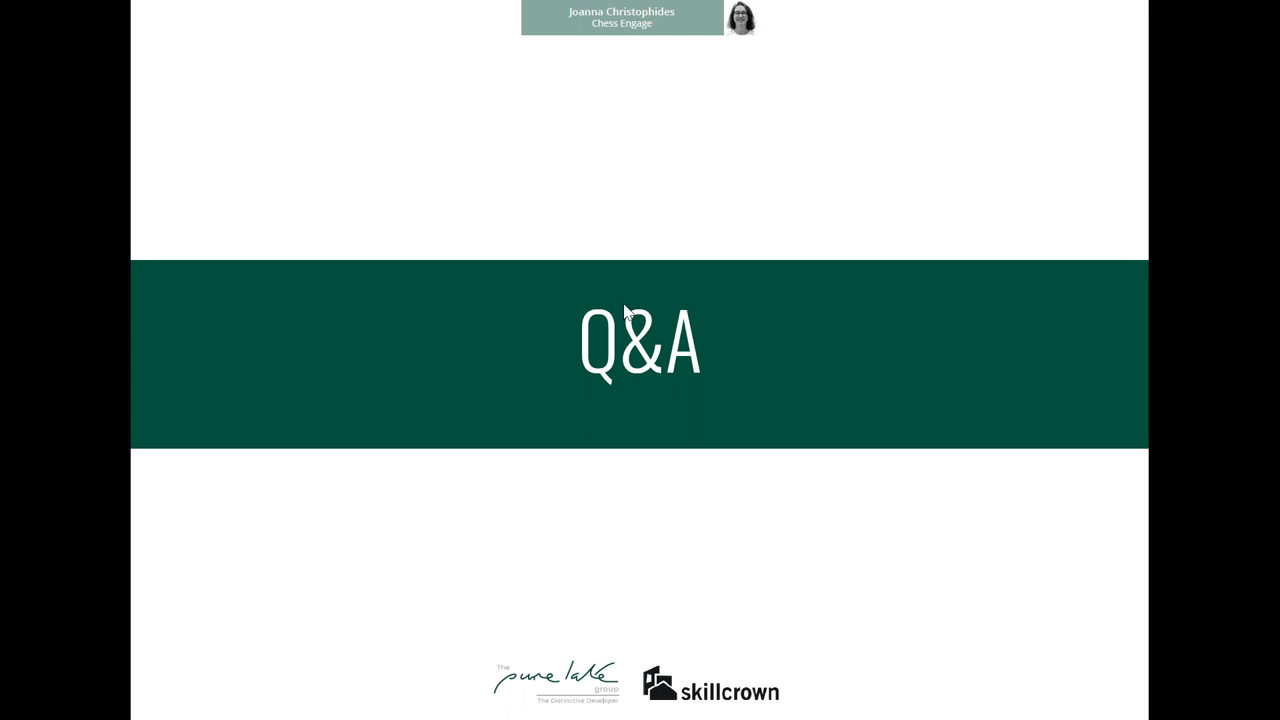 Joanna Christophides
Chess Engage
Q&A
The
pure lake
group
The Distinctive Developer
skillcrown